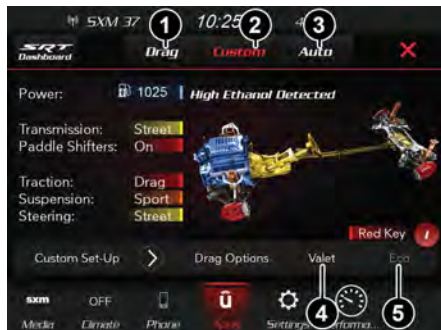 SXM 37 10:25 4
1 2 3
SRT
Dashboard
Drag Custom Auto
Power: 1025 High Ethanol Detected
Transmission: Street
Paddle Shifters: On
Traction: Drag
Suspension: Sport
Steering: Street
Red Key i
Custom Set-Up > Drag Options Valet Eco
4 5
sxm OFF û
Media Climate Phone Apps Settings Performa